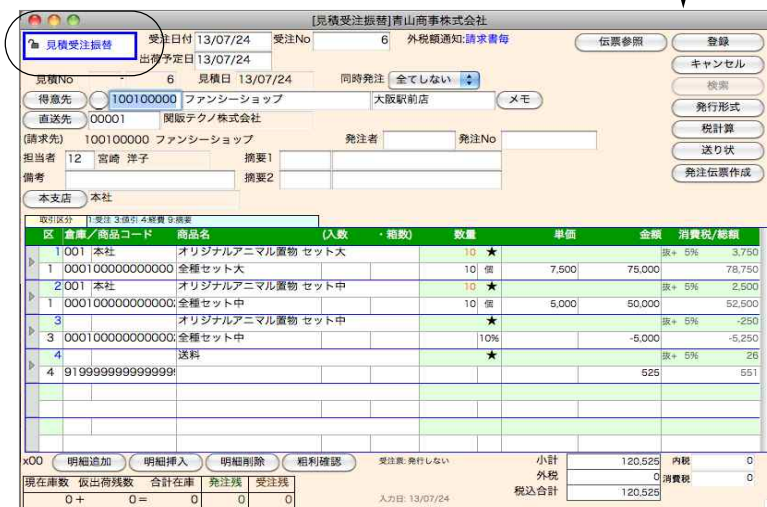 [見積受注振替]青山商事株式会社
見積受注振替 受注日付 13/07/24 受注No 6 外税額通知:請求書毎 伝票参照 登録
出荷予定日 13/07/24 キャンセル
見積No - 6 見積日 13/07/24 同時発注 全てしない 検索
得意先 100100000 ファンシーショップ 大阪駅前店 メモ 発行形式
直送先 00001 関販テクノ株式会社 税計算
(請求先) 100100000 ファンシーショップ 発注者 発注No 送り状
担当者 12 宮崎 洋子 摘要1
備考 摘要2 発注伝票作成
本支店 本社
取引区分 1:受注 3:値引 4:経費 9:摘要
区 倉庫/商品コード 商品名 (入数 ・箱数) 数量 単価 金額 消費税/総額
1 001 本社 オリジナルアニマル置物 セット大 10 ★ 抜+ 5% 3,750
1 0001000000000000 全種セット大 10 個 7,500 75,000 78,750
2 001 本社 オリジナルアニマル置物 セット中 10 ★ 抜+ 5% 2,500
1 000100000000000 全種セット中 10 個 5,000 50,000 52,500
3 オリジナルアニマル置物 セット中 ★ 抜+ 5% -250
3 000100000000000 全種セット中 10% -5,000 -5,250
4 送料 ★ 抜+ 5% 26
4 919999999999999 525 551
x00 明細追加 明細挿入 明細削除 粗利確認 受注票:発行しない 小計 120,525 内税 0
外税 0 消費税 0
現在庫数 仮出荷残数 合計在庫 発注残 受注残 税込合計 120,525
0 + 0 = 0 0 0 入力日: 13/07/24